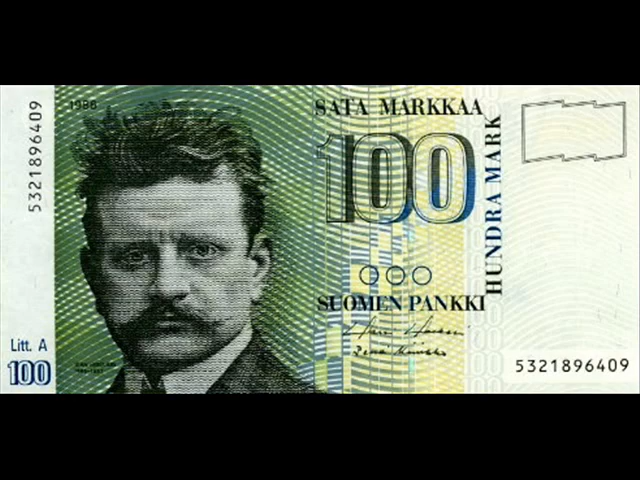 1986
5321896409
SATA MARKKAA
100
HUNDRA MARK
SUOMEN PANKKI
Litt. A
100
5321896409